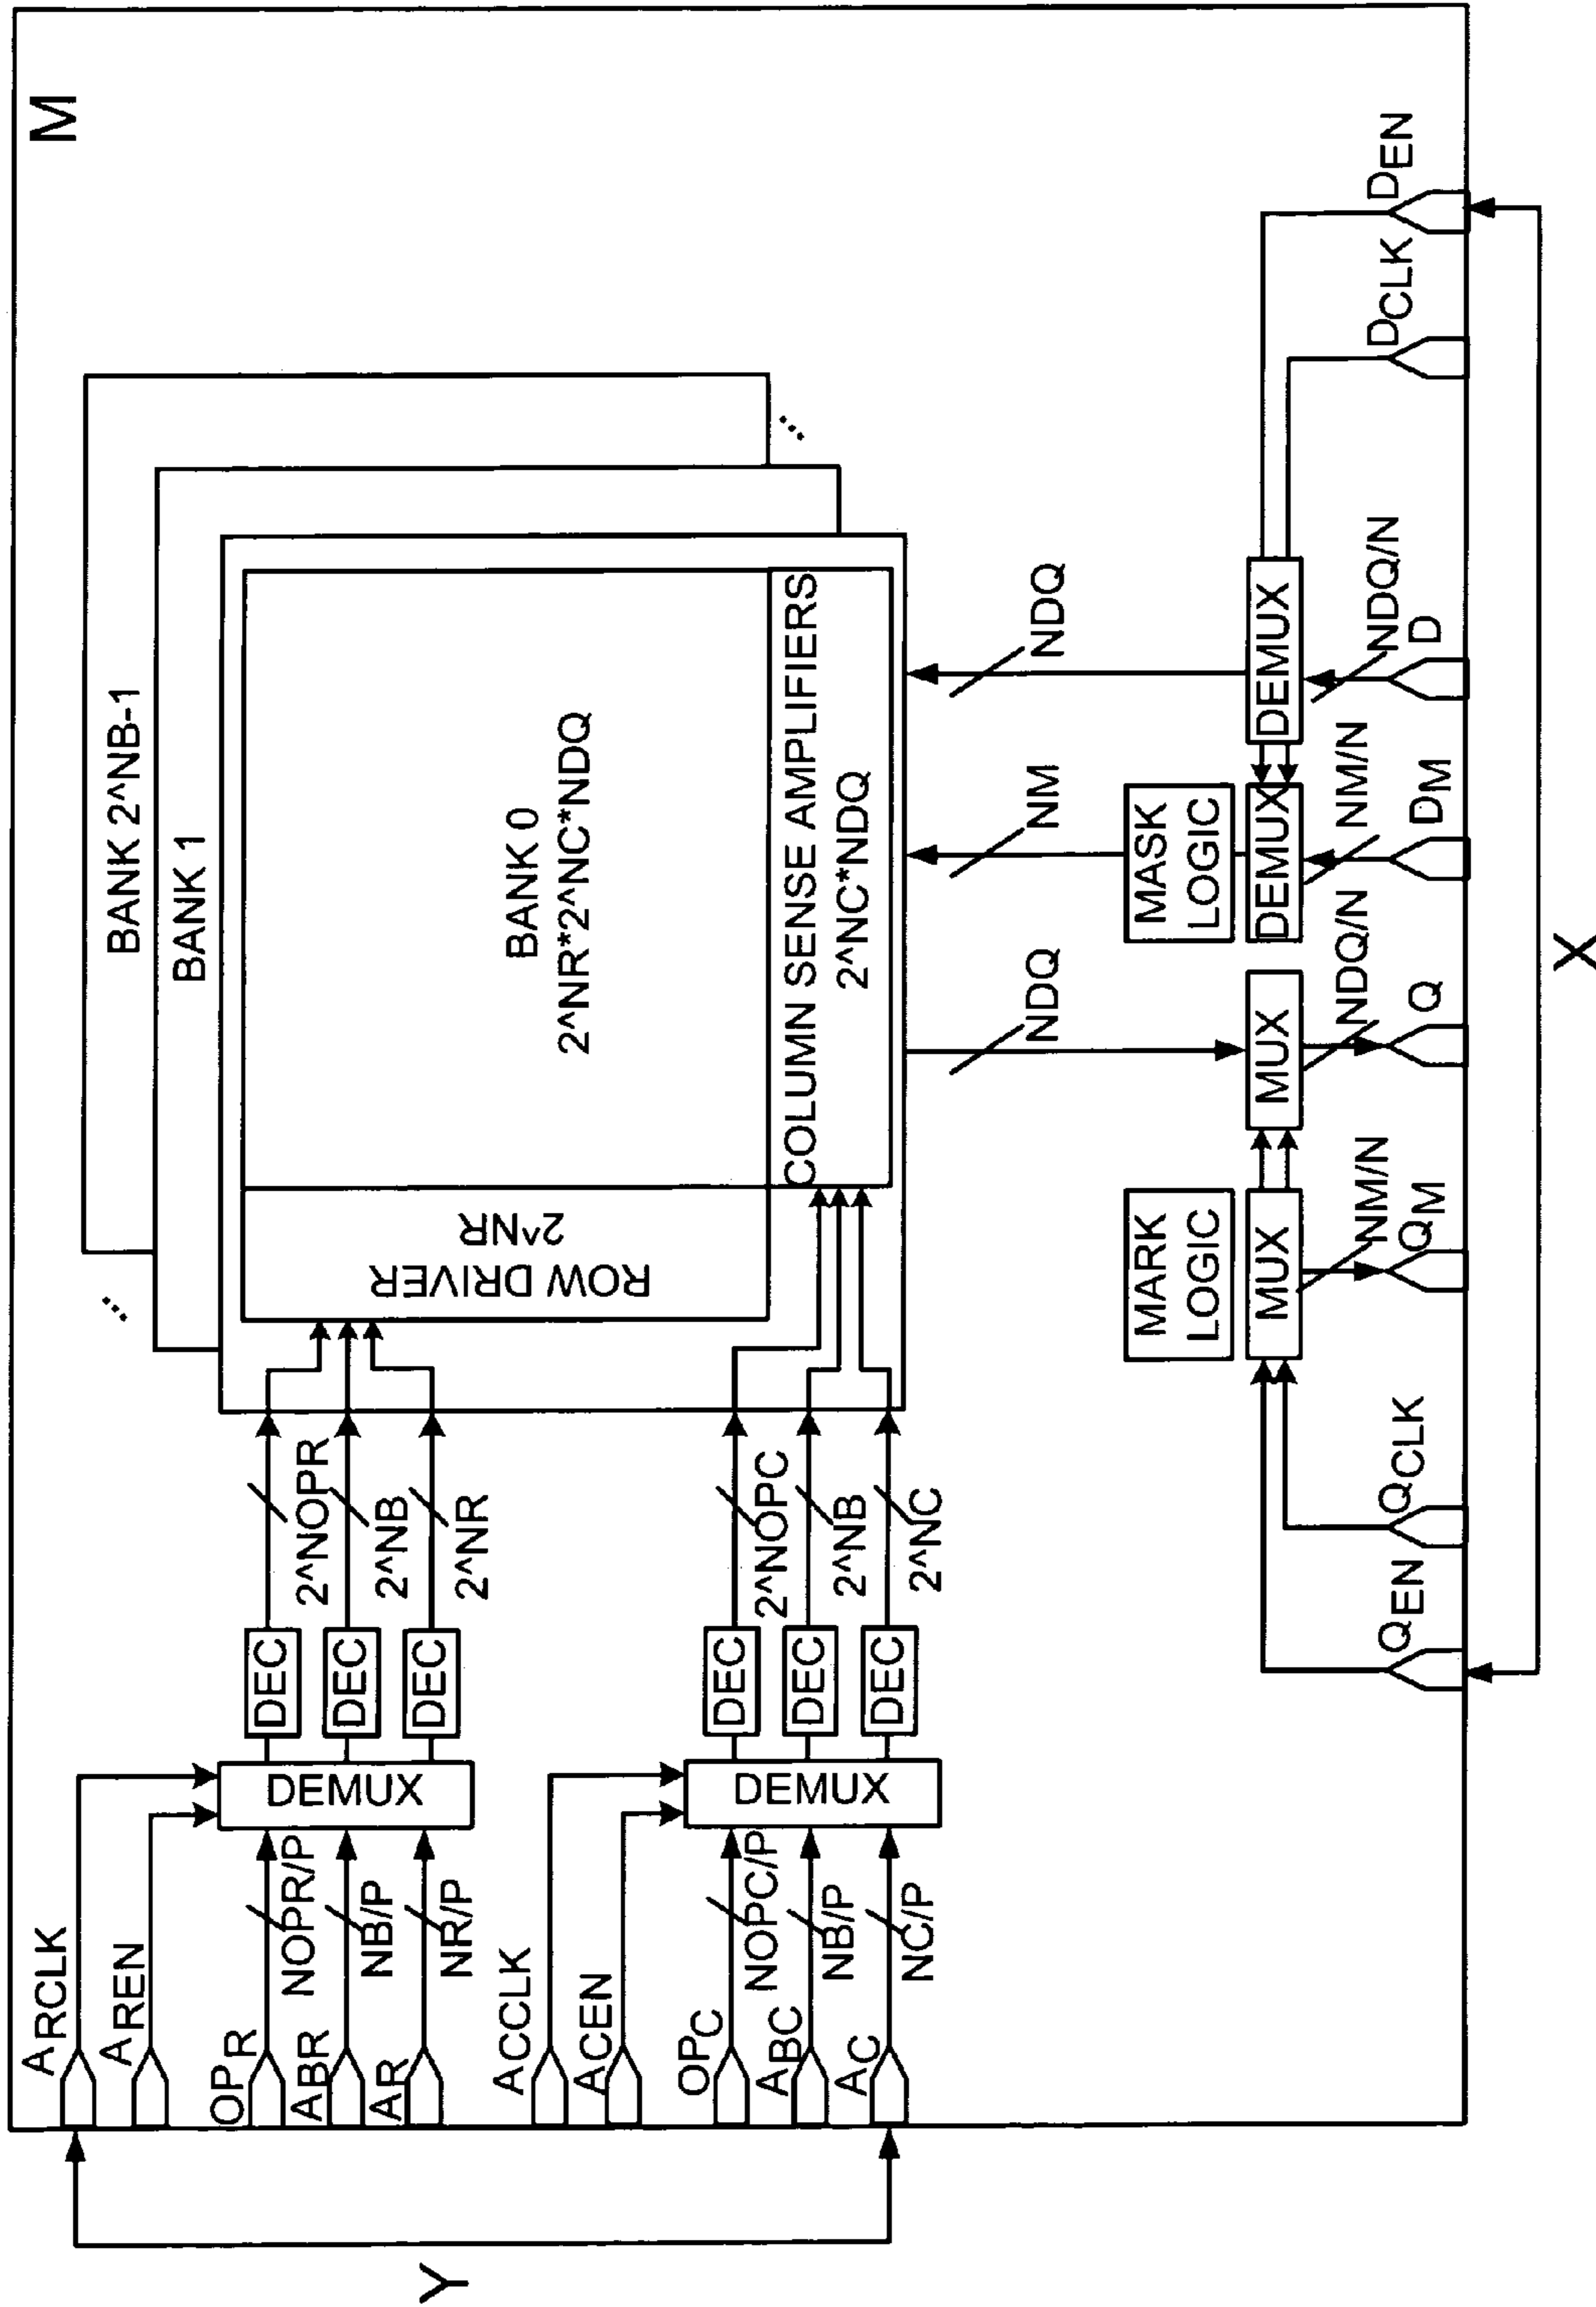 M
BANK 2^NB-1
BANK 1
BANK 0
2^NR*2^NC*NDQ
COLUMN SENSE AMPLIFIERS
2^NC*NDQ
ROW DRIVER
2^NR
ARCLK
AREN
OPR
ABR
AR
NOPR/P
NB/P
NR/P
DEMUX
DEC
DEC
DEC
2^NOPR
2^NB
2^NR
ACCLK
ACEN
OPC
ABC
AC
NOPC/P
NB/P
NC/P
DEMUX
DEC
DEC
DEC
2^NOPC
2^NB
2^NC
Y
NDQ
NM
NDQ
MARK
LOGIC
MASK
LOGIC
MUX
MUX
DEMUX
DEMUX
NM/N
NDQ/N
NM/N
NDQ/N
QEN
QCLK
QM
Q
DM
D
DCLK
DEN
X